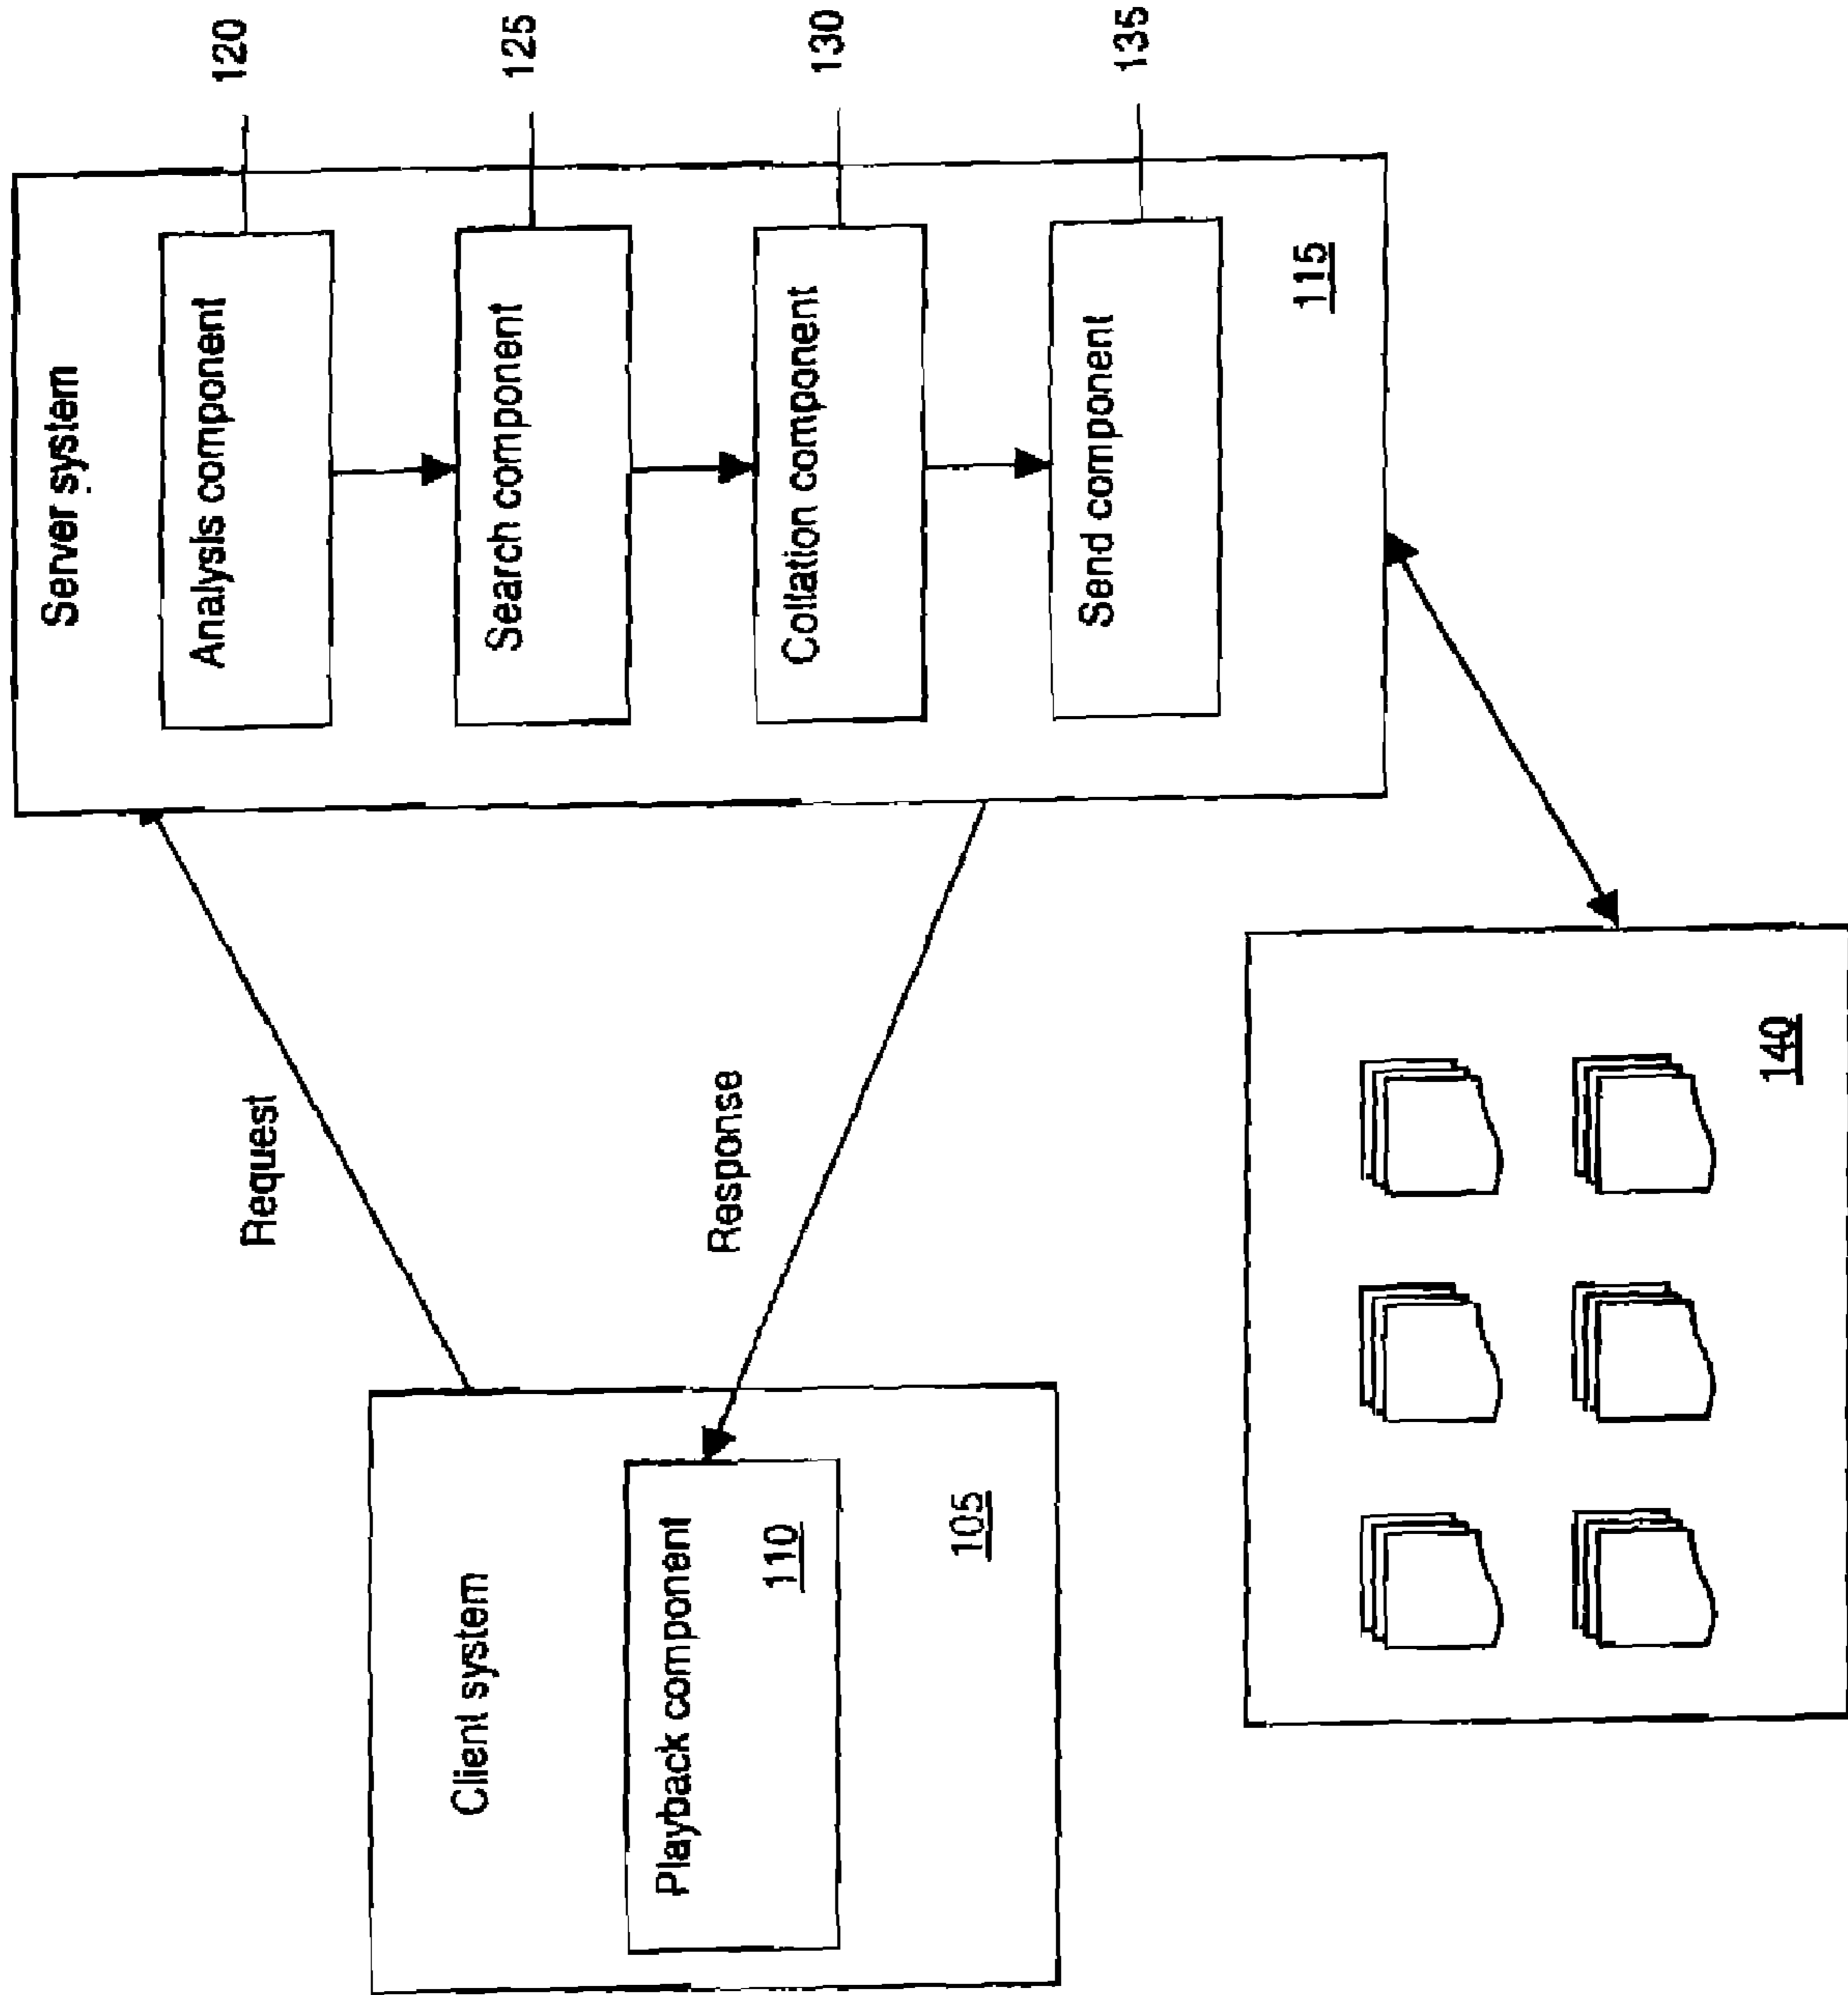 Client system
Playback component
110
105
Request
Response
Server system
Analysis component
120
Search component
125
Collation component
130
Send component
135
115
140